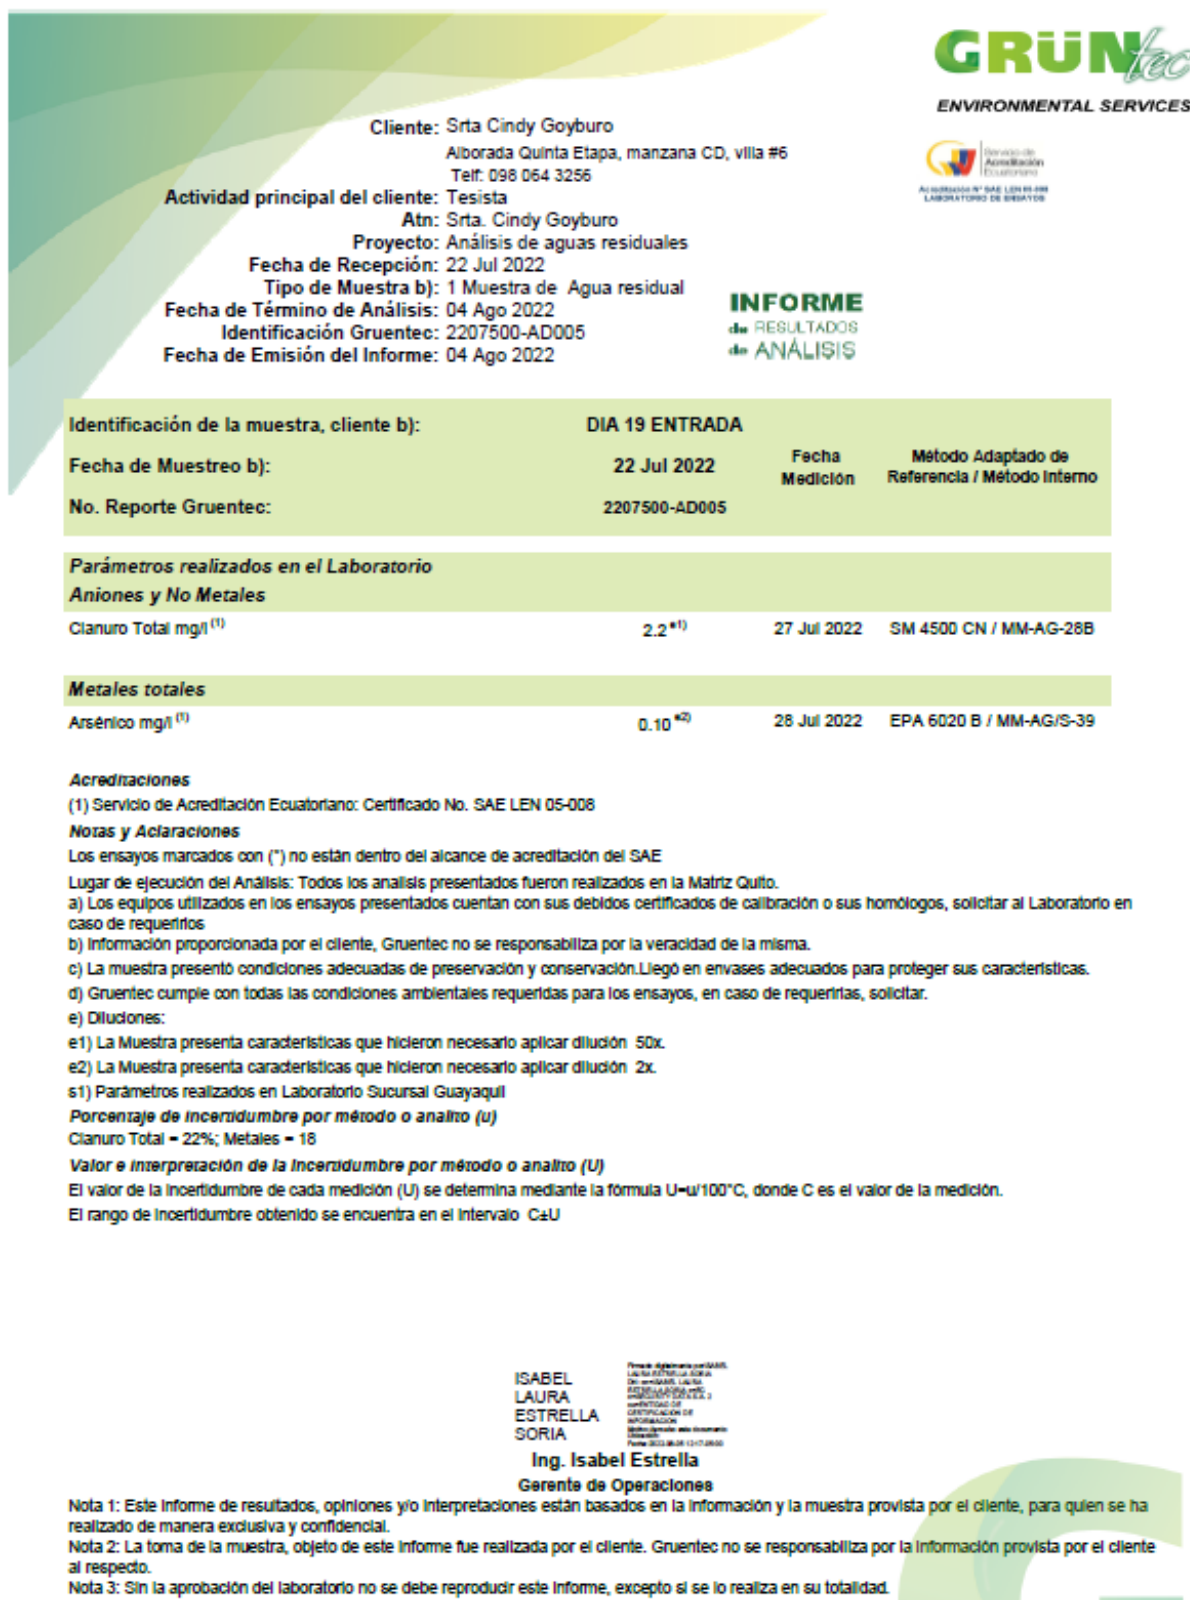 GRÜNtec
ENVIRONMENTAL SERVICES
Servicio de
Acreditación
Ecuatoriano
Acreditación N° SAE LEN 05-008
LABORATORIO DE ENSAYOS
Cliente: Srta Cindy Goyburo
Alborada Quinta Etapa, manzana CD, villa #6
Telf: 098 064 3256
Actividad principal del cliente: Tesista
Atn: Srta. Cindy Goyburo
Proyecto: Análisis de aguas residuales
Fecha de Recepción: 22 Jul 2022
Tipo de Muestra b): 1 Muestra de Agua residual
Fecha de Término de Análisis: 04 Ago 2022
Identificación Gruentec: 2207500-AD005
Fecha de Emisión del Informe: 04 Ago 2022
INFORME
de RESULTADOS
de ANÁLISIS
Identificación de la muestra, cliente b): DIA 19 ENTRADA
Fecha de Muestreo b): 22 Jul 2022 Fecha Medición Método Adaptado de Referencia / Método Interno
No. Reporte Gruentec: 2207500-AD005
Parámetros realizados en el Laboratorio
Aniones y No Metales
Cianuro Total mg/l (1) 2.2 e1) 27 Jul 2022 SM 4500 CN / MM-AG-28B
Metales totales
Arsénico mg/l (1) 0.10 e2) 28 Jul 2022 EPA 6020 B / MM-AG/S-39
Acreditaciones
(1) Servicio de Acreditación Ecuatoriano: Certificado No. SAE LEN 05-008
Notas y Aclaraciones
Los ensayos marcados con (*) no están dentro del alcance de acreditación del SAE
Lugar de ejecución del Análisis: Todos los analisis presentados fueron realizados en la Matriz Quito.
a) Los equipos utilizados en los ensayos presentados cuentan con sus debidos certificados de calibración o sus homólogos, solicitar al Laboratorio en
caso de requerirlos
b) Información proporcionada por el cliente, Gruentec no se responsabiliza por la veracidad de la misma.
c) La muestra presentó condiciones adecuadas de preservación y conservación.Llegó en envases adecuados para proteger sus características.
d) Gruentec cumple con todas las condiciones ambientales requeridas para los ensayos, en caso de requerirlas, solicitar.
e) Diluciones:
e1) La Muestra presenta características que hicieron necesario aplicar dilución 50x.
e2) La Muestra presenta características que hicieron necesario aplicar dilución 2x.
s1) Parámetros realizados en Laboratorio Sucursal Guayaquil
Porcentaje de incertidumbre por método o analito (u)
Cianuro Total = 22%; Metales = 18
Valor e interpretación de la Incertidumbre por método o analito (U)
El valor de la incertidumbre de cada medición (U) se determina mediante la fórmula U=u/100*C, donde C es el valor de la medición.
El rango de incertidumbre obtenido se encuentra en el intervalo C±U
ISABEL
LAURA
ESTRELLA
SORIA
Ing. Isabel Estrella
Gerente de Operaciones
Nota 1: Este informe de resultados, opiniones y/o interpretaciones están basados en la información y la muestra provista por el cliente, para quien se ha
realizado de manera exclusiva y confidencial.
Nota 2: La toma de la muestra, objeto de este informe fue realizada por el cliente. Gruentec no se responsabiliza por la información provista por el cliente
al respecto.
Nota 3: Sin la aprobación del laboratorio no se debe reproducir este informe, excepto si se lo realiza en su totalidad.